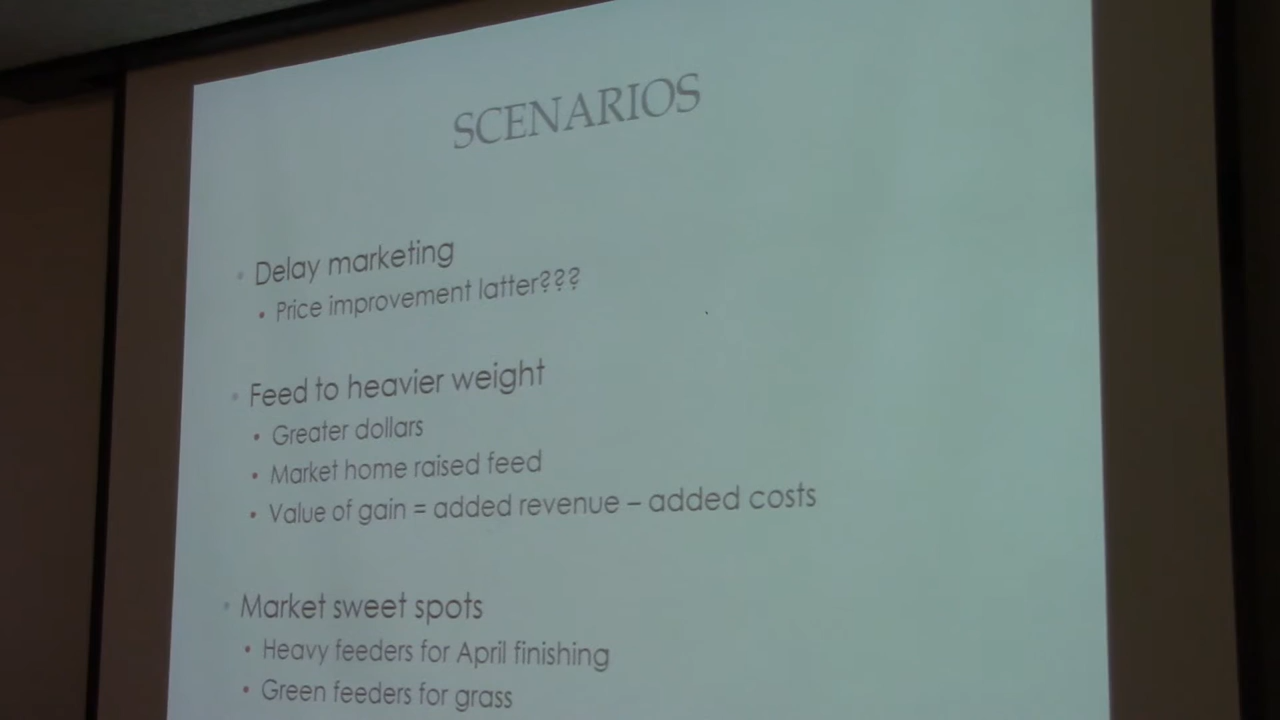 SCENARIOS
Delay marketing
Price improvement latter???
Feed to heavier weight
Greater dollars
Market home raised feed
Value of gain = added revenue – added costs
Market sweet spots
Heavy feeders for April finishing
Green feeders for grass